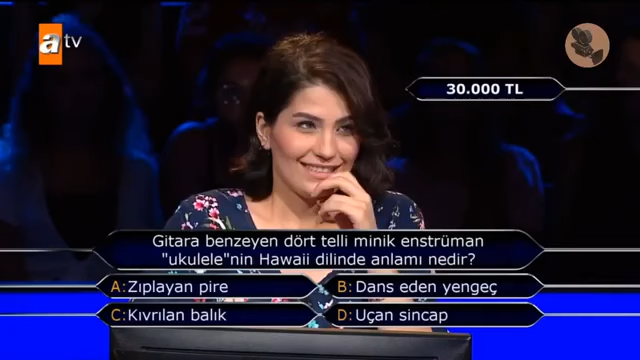 atv
30.000 TL
Gitara benzeyen dört telli minik enstrüman
"ukulele"nin Hawaii dilinde anlamı nedir?
A:Zıplayan pire
B:Dans eden yengeç
C:Kıvrılan balık
D:Uçan sincap